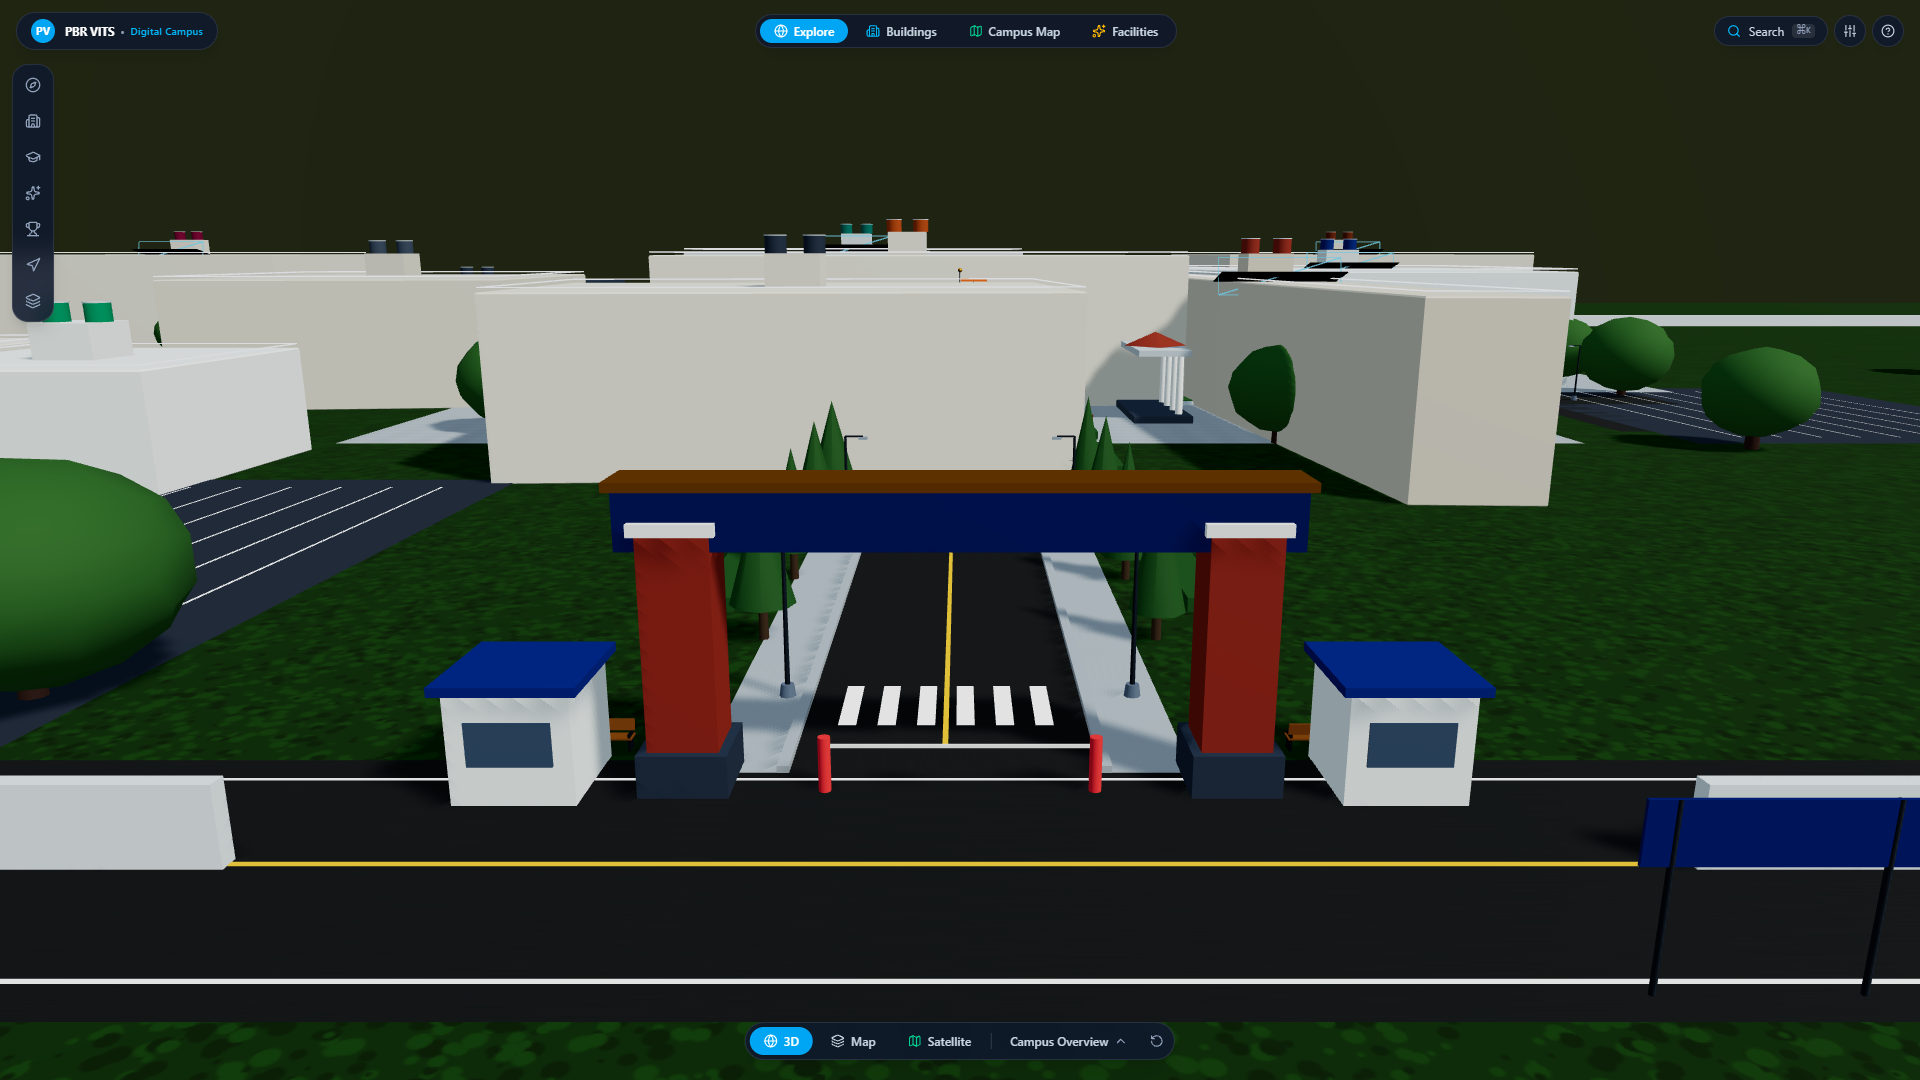 PV PBR VITS • Digital Campus
Explore Buildings Campus Map Facilities
Search ⌘K
3D Map Satellite Campus Overview